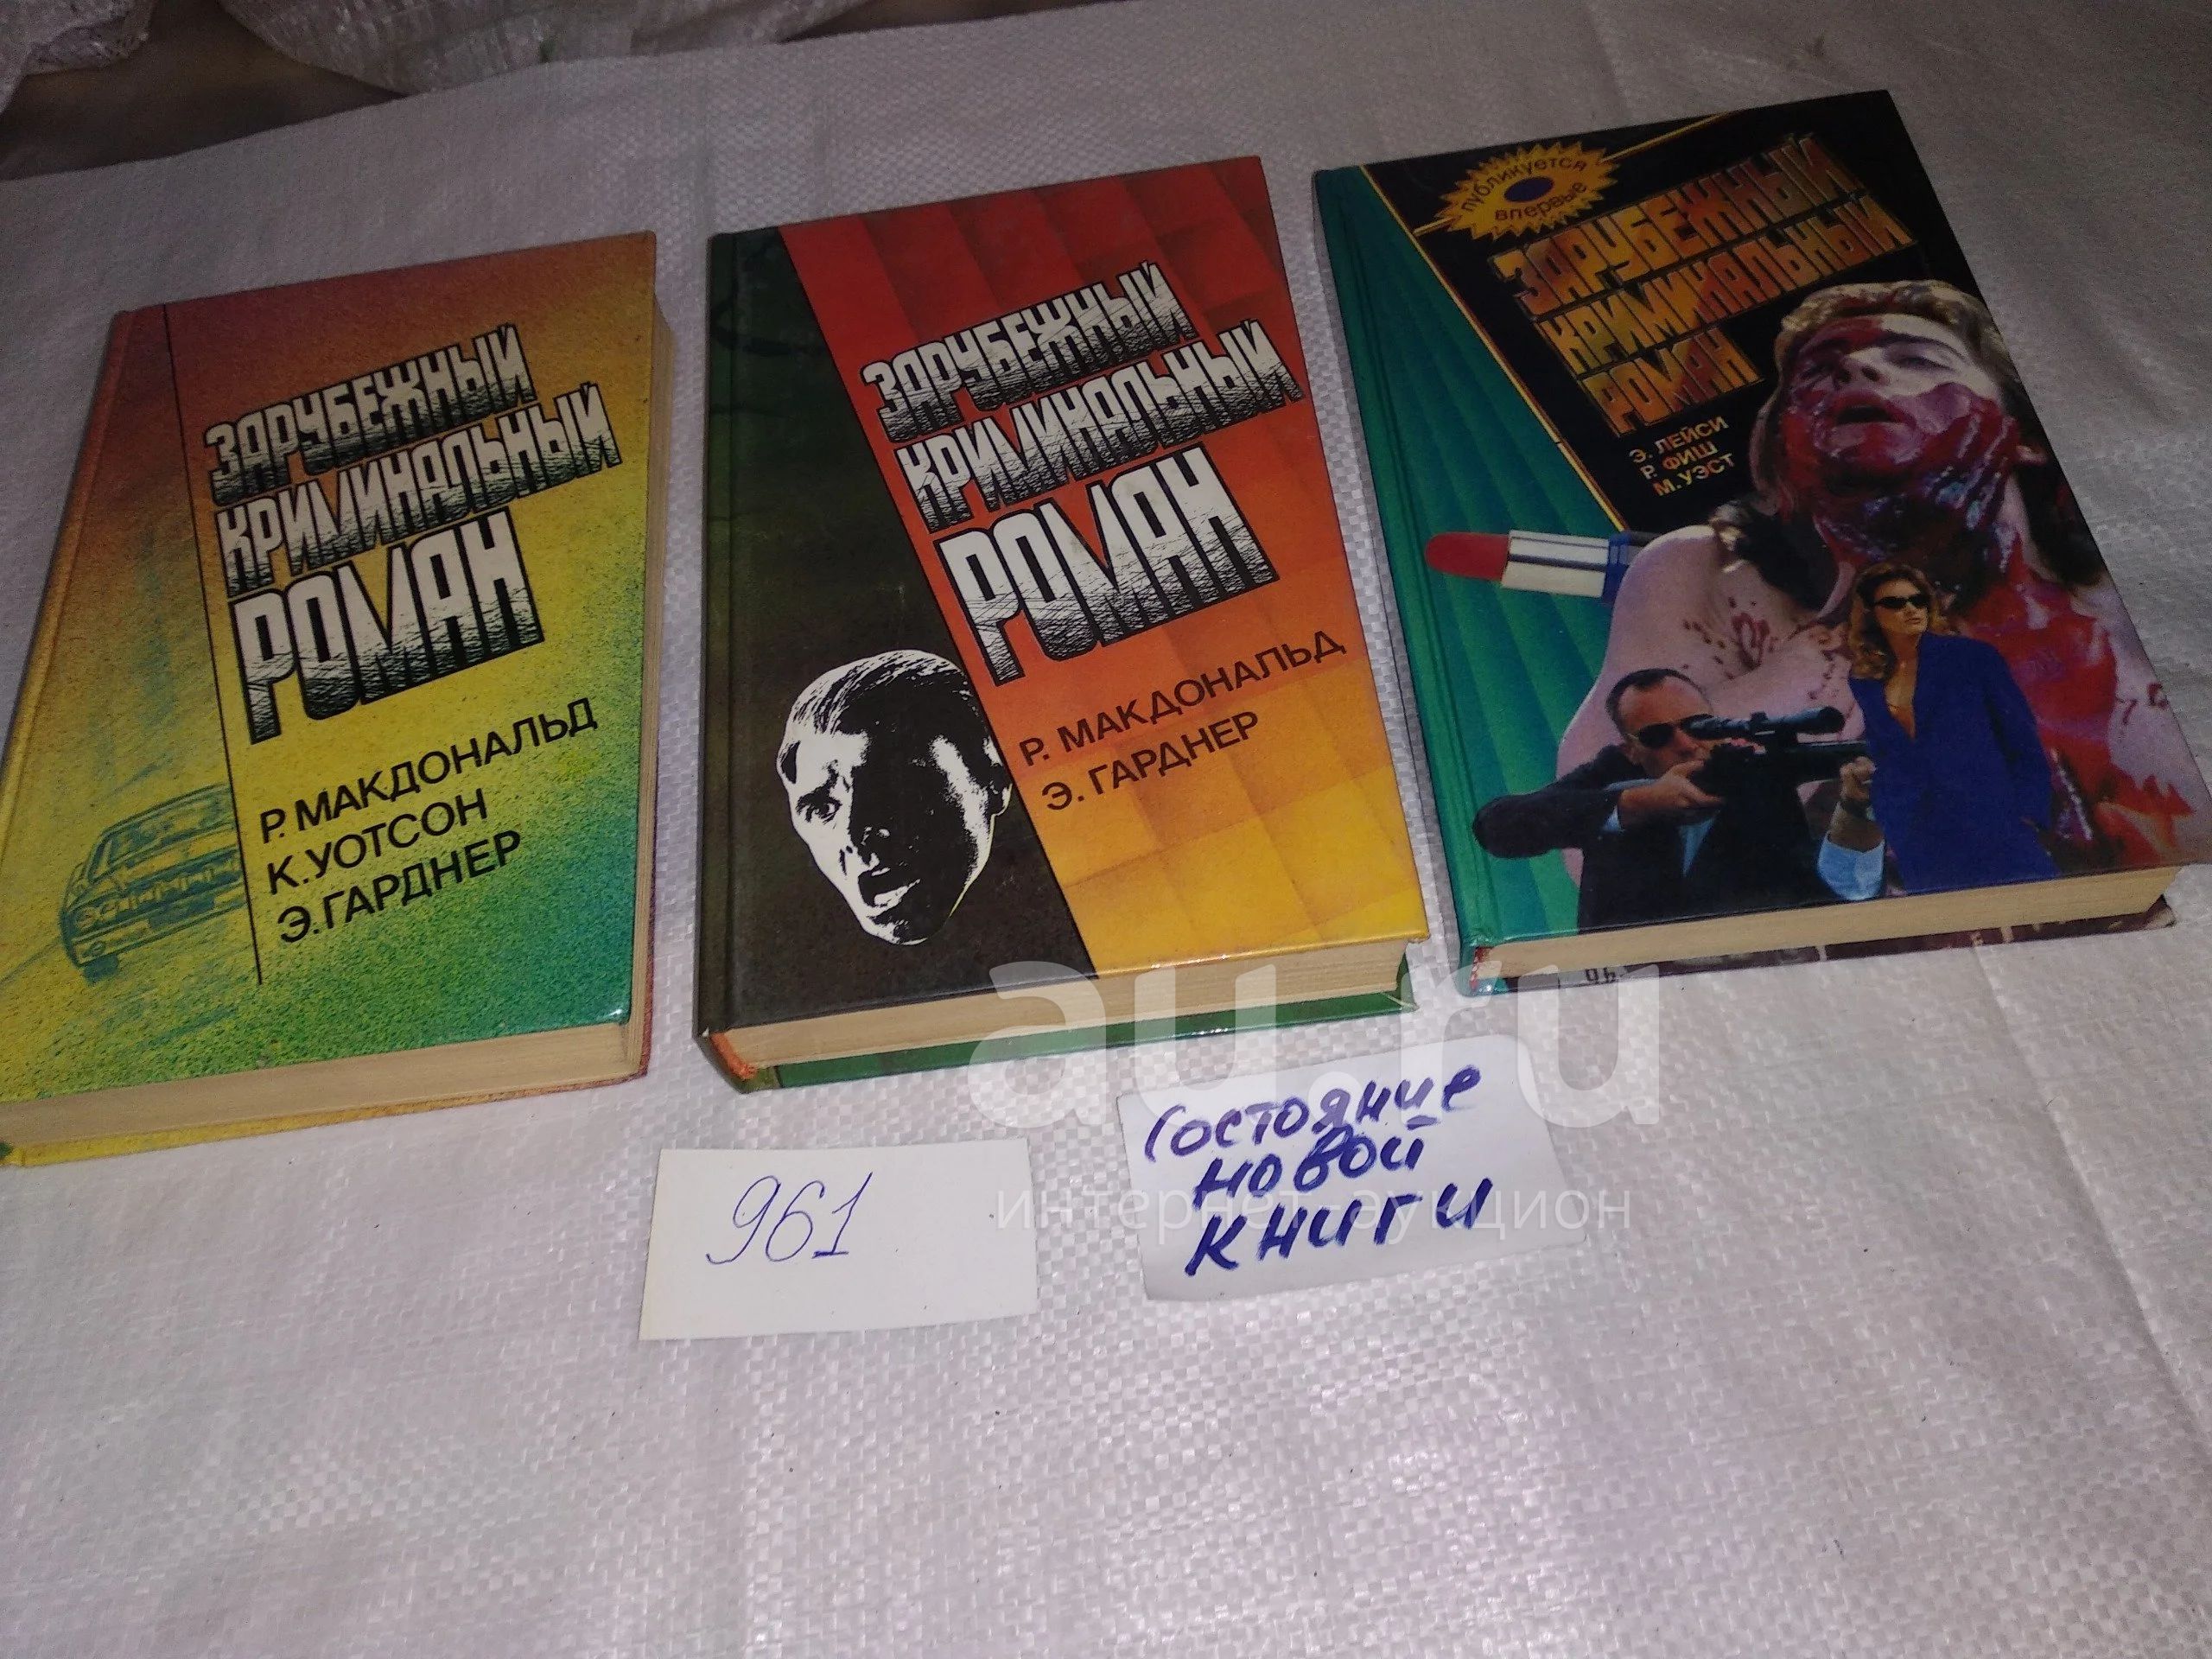 ЗАРУБЕЖНЫЙ
КРИМИНАЛЬНЫЙ
РОМАН
Р. МАКДОНАЛЬД
К. УОТСОН
Э. ГАРДНЕР
ЗАРУБЕЖНЫЙ
КРИМИНАЛЬНЫЙ
РОМАН
Р. МАКДОНАЛЬД
Э. ГАРДНЕР
публикуется
впервые
ЗАРУБЕЖНЫЙ
КРИМИНАЛЬНЫЙ
РОМАН
Э. ЛЕЙСИ
Р. ФИШ
М. УЭСТ
au.ru
интернет-аукцион
961
Состояние
новой
книги